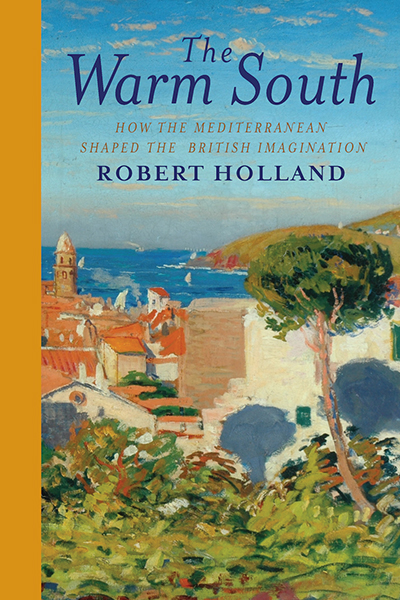 The
Warm South
HOW THE MEDITERRANEAN
SHAPED THE BRITISH IMAGINATION
ROBERT HOLLAND